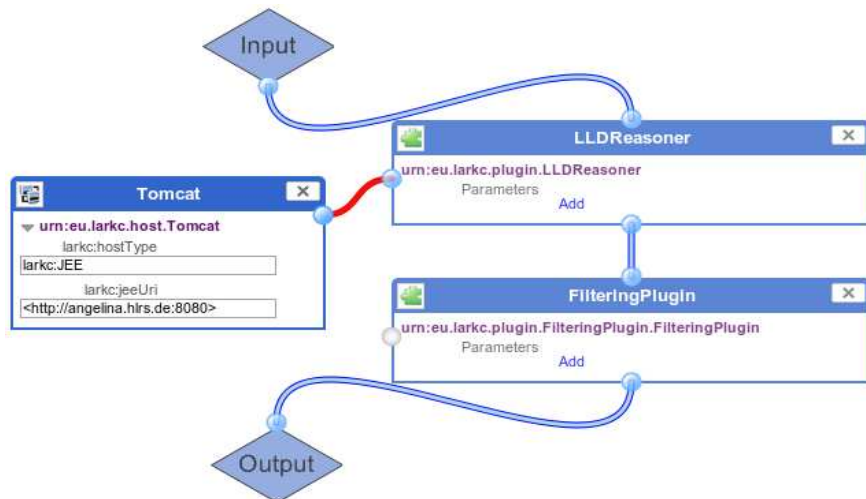 Input
LLDReasoner
urn:eu.larkc.plugin.LLDReasoner
Parameters
Add
Tomcat
urn:eu.larkc.host.Tomcat
larkc:hostType
larkc:JEE
larkc:jeeUri
<http://angelina.hlrs.de:8080>
FilteringPlugin
urn:eu.larkc.plugin.FilteringPlugin.FilteringPlugin
Parameters
Add
Output